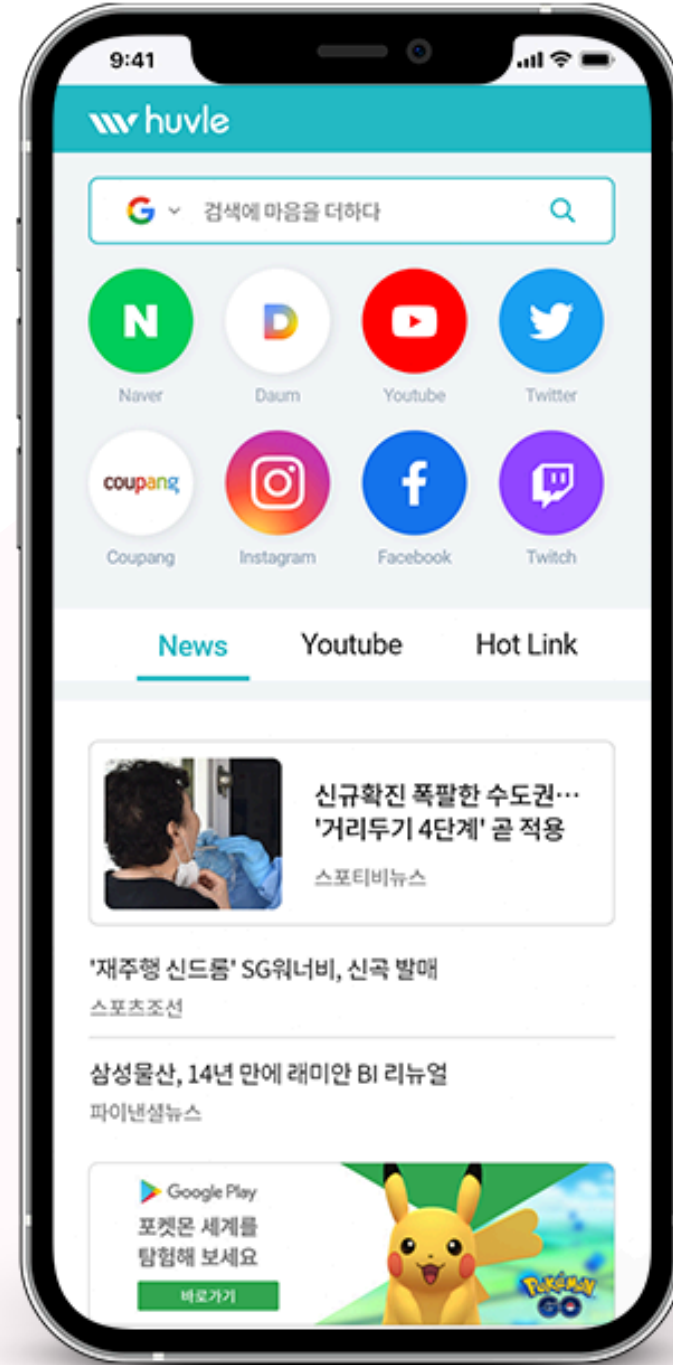 9:41
huvle
검색에 마음을 더하다
N
D
Naver
Daum
Youtube
Twitter
coupang
Coupang
Instagram
Facebook
Twitch
News
Youtube
Hot Link
신규확진 폭팔한 수도권…
'거리두기 4단계' 곧 적용
스포티비뉴스
'재주행 신드롬' SG워너비, 신곡 발매
스포츠조선
삼성물산, 14년 만에 래미안 BI 리뉴얼
파이낸셜뉴스
Google Play
포켓몬 세계를
탐험해 보세요
바로가기
POKÉMON
GO